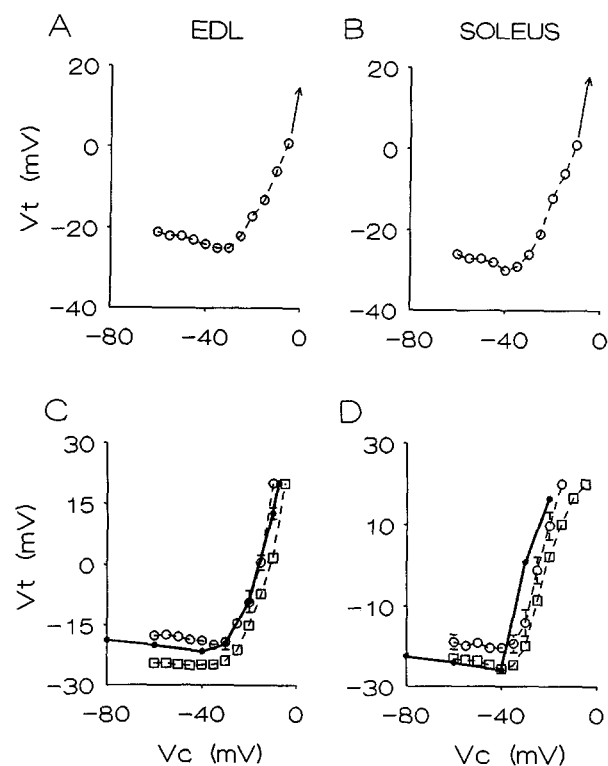 A EDL B SOLEUS
20 20
0 0
−20 −20
−40 −40
Vt (mV)
−80 −40 0 −80 −40 0
C D
30 30
15 10
0
−15 −10
−30 −30
Vt (mV)
−80 −40 0 −80 −40 0
Vc (mV) Vc (mV)